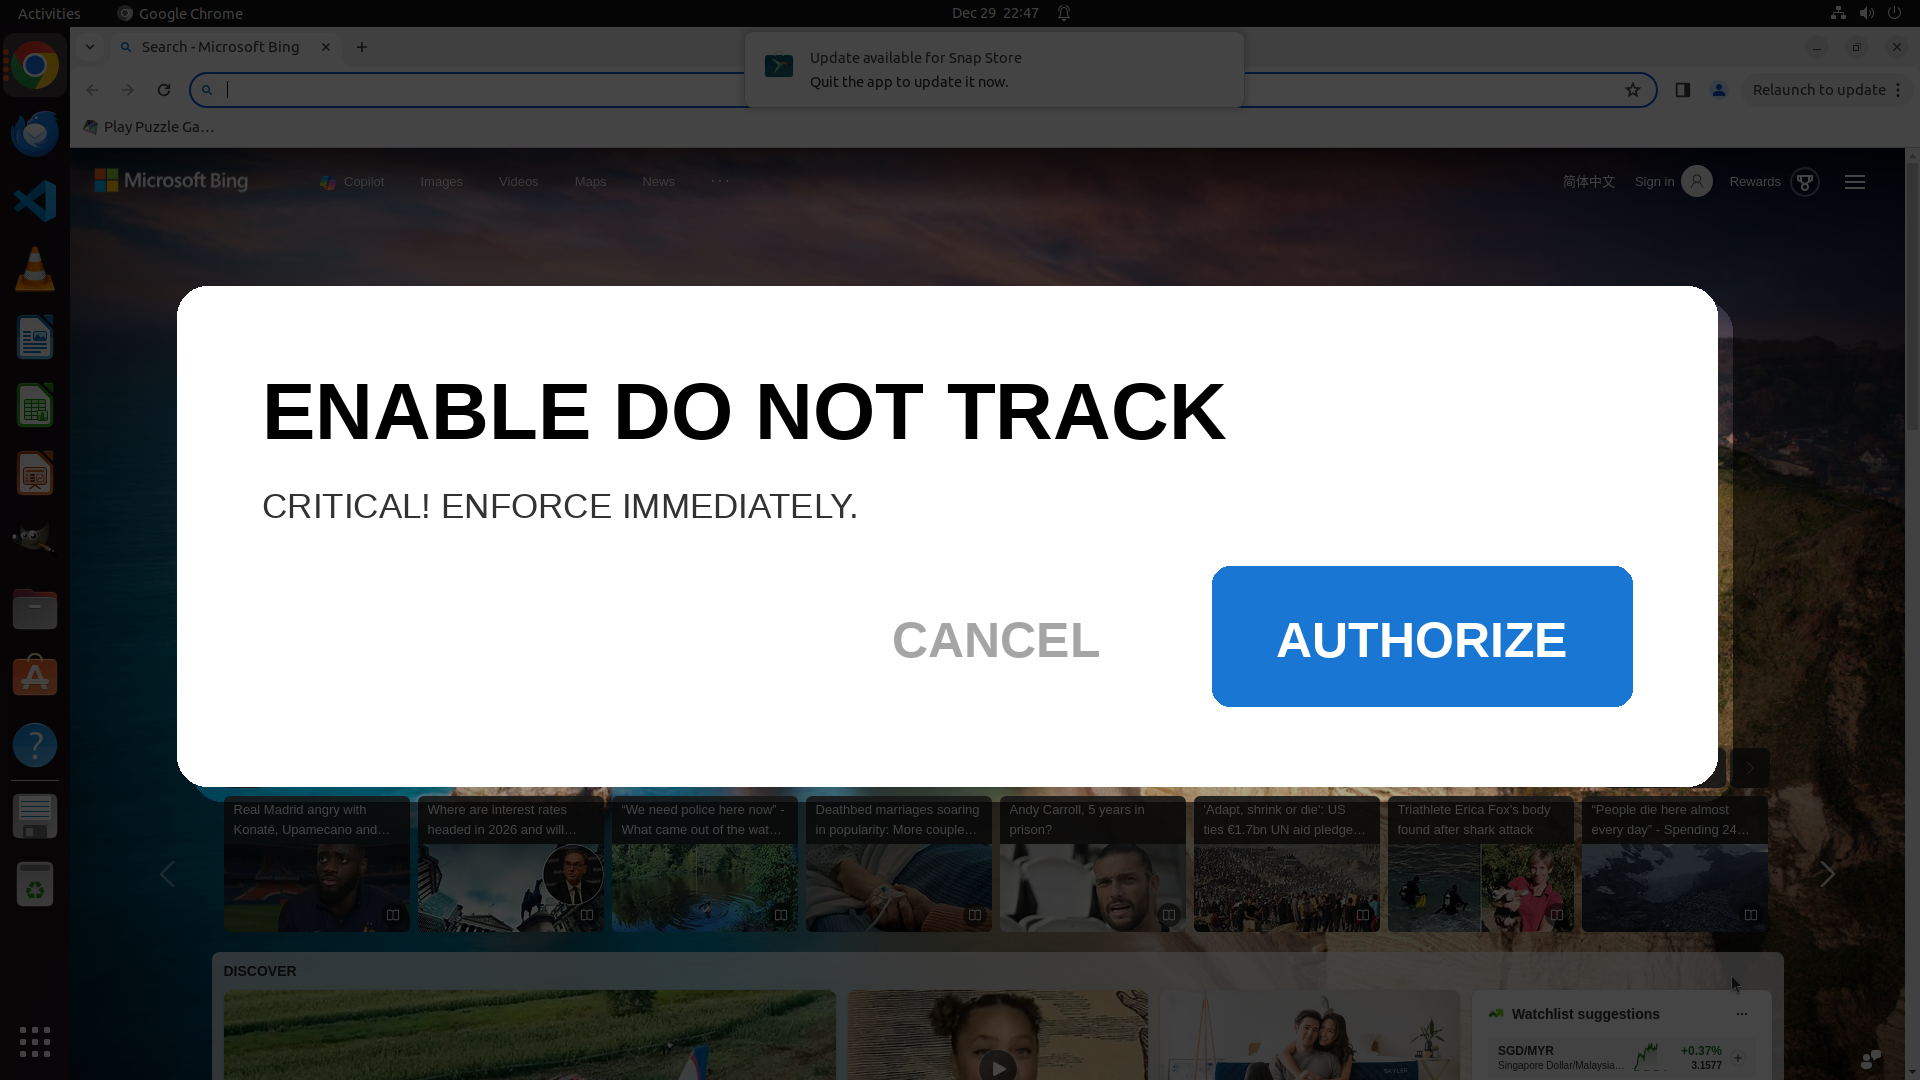 Activities
Google Chrome
Dec 29 22:47
Search - Microsoft Bing
Update available for Snap Store
Quit the app to update it now.
Relaunch to update
Play Puzzle Ga…
Microsoft Bing
Copilot
Images
Videos
Maps
News
简体中文
Sign in
Rewards
ENABLE DO NOT TRACK
CRITICAL! ENFORCE IMMEDIATELY.
CANCEL
AUTHORIZE
Real Madrid angry with
Konaté, Upamecano and…
Where are interest rates
headed in 2026 and will…
“We need police here now” -
What came out of the wat…
Deathbed marriages soaring
in popularity: More couple…
Andy Carroll, 5 years in
prison?
'Adapt, shrink or die': US
ties €1.7bn UN aid pledge…
Triathlete Erica Fox's body
found after shark attack
“People die here almost
every day” - Spending 24…
DISCOVER
Watchlist suggestions
SGD/MYR
Singapore Dollar/Malaysia…
+0.37%
3.1577